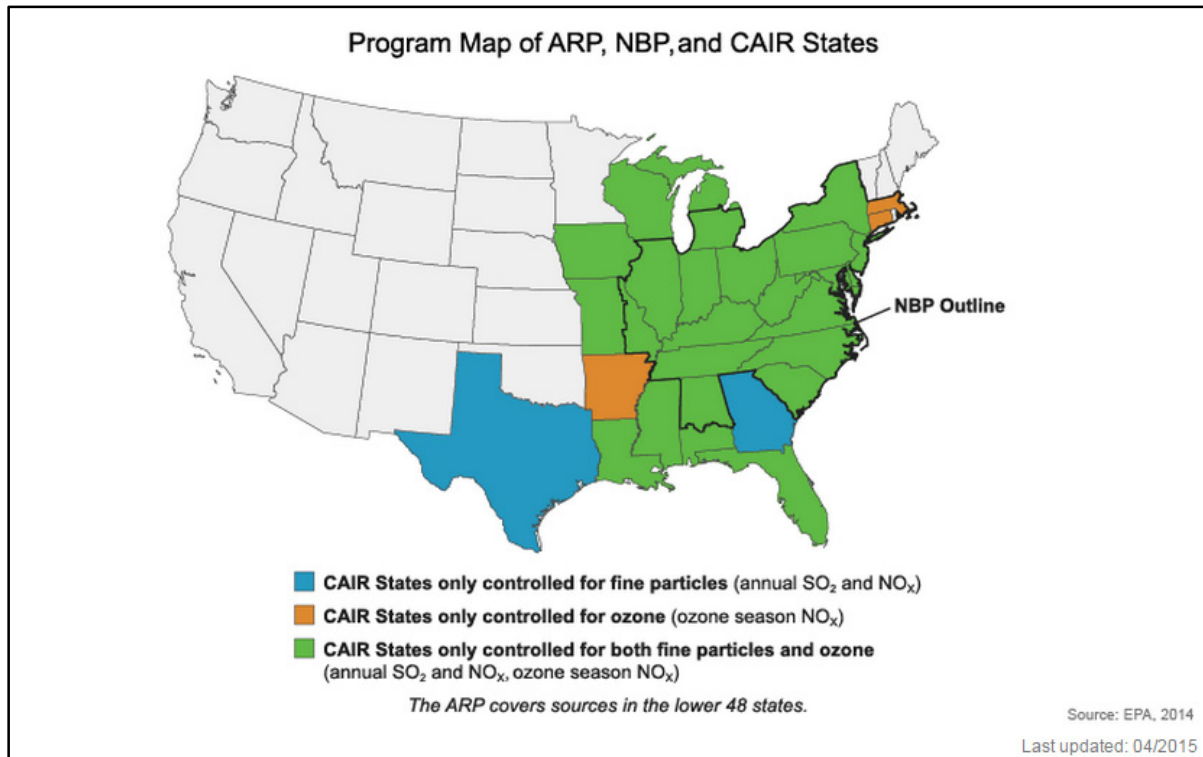 Program Map of ARP, NBP, and CAIR States
NBP Outline
CAIR States only controlled for fine particles (annual SO₂ and NOₓ)
CAIR States only controlled for ozone (ozone season NOₓ)
CAIR States only controlled for both fine particles and ozone
(annual SO₂ and NOₓ, ozone season NOₓ)
The ARP covers sources in the lower 48 states.
Source: EPA, 2014
Last updated: 04/2015